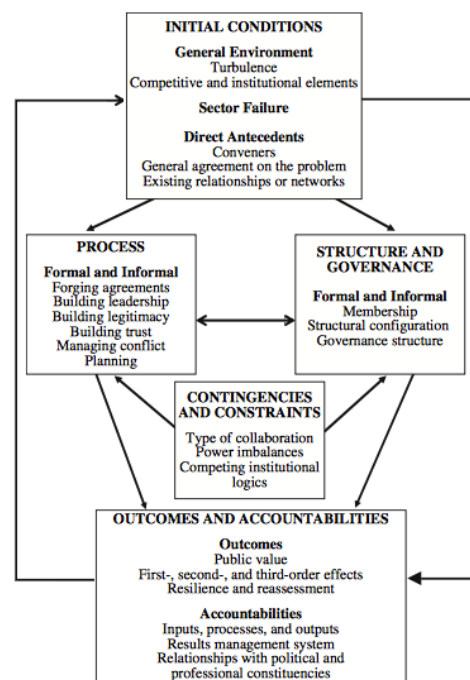 INITIAL CONDITIONS
General Environment
Turbulence
Competitive and institutional elements
Sector Failure
Direct Antecedents
Conveners
General agreement on the problem
Existing relationships or networks
PROCESS
Formal and Informal
Forging agreements
Building leadership
Building legitimacy
Building trust
Managing conflict
Planning
STRUCTURE AND
GOVERNANCE
Formal and Informal
Membership
Structural configuration
Governance structure
CONTINGENCIES
AND CONSTRAINTS
Type of collaboration
Power imbalances
Competing institutional
logics
OUTCOMES AND ACCOUNTABILITIES
Outcomes
Public value
First-, second-, and third-order effects
Resilience and reassessment
Accountabilities
Inputs, processes, and outputs
Results management system
Relationships with political and
professional constituencies